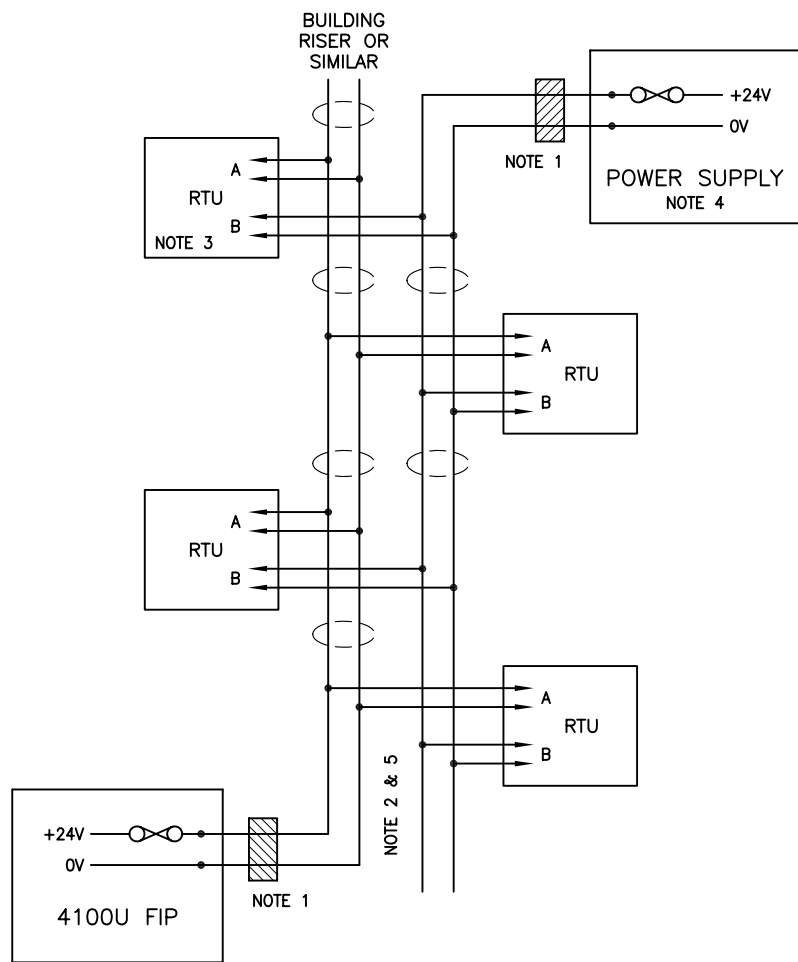 BUILDING
RISER OR
SIMILAR
+24V
0V
NOTE 1
POWER SUPPLY
NOTE 4
A
RTU
B
NOTE 3
A
RTU
B
A
RTU
B
A
RTU
B
NOTE 2 & 5
+24V
0V
NOTE 1
4100U FIP